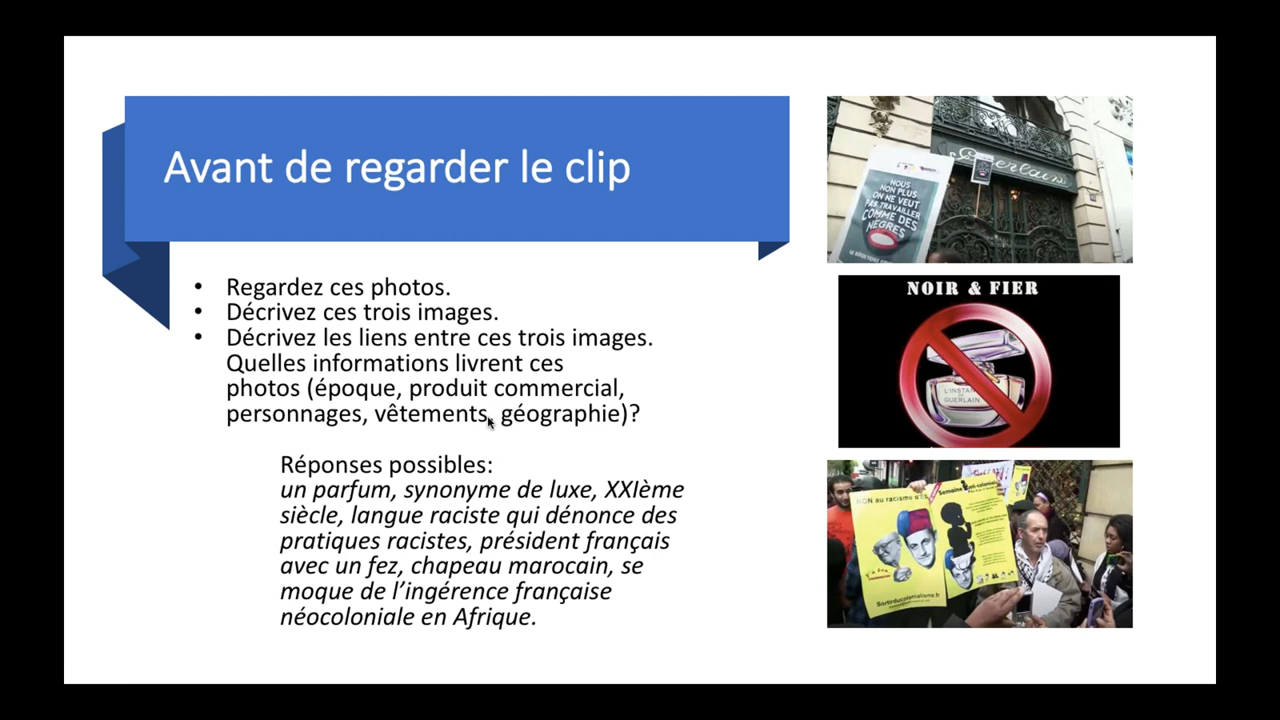 Avant de regarder le clip
• Regardez ces photos.
• Décrivez ces trois images.
• Décrivez les liens entre ces trois images.
Quelles informations livrent ces
photos (époque, produit commercial,
personnages, vêtements, géographie)?
Réponses possibles:
un parfum, synonyme de luxe, XXIème
siècle, langue raciste qui dénonce des
pratiques racistes, président français
avec un fez, chapeau marocain, se
moque de l’ingérence française
néocoloniale en Afrique.
Guerlain
NOUS
NON PLUS
ON NE VEUT
PAS TRAVAILLER
COMME DES
NEGRES
NOIR & FIER
L'INSTANT
DE
GUERLAIN
NON au racisme
Semaine anti-coloniale
Sortirducolonialisme.fr